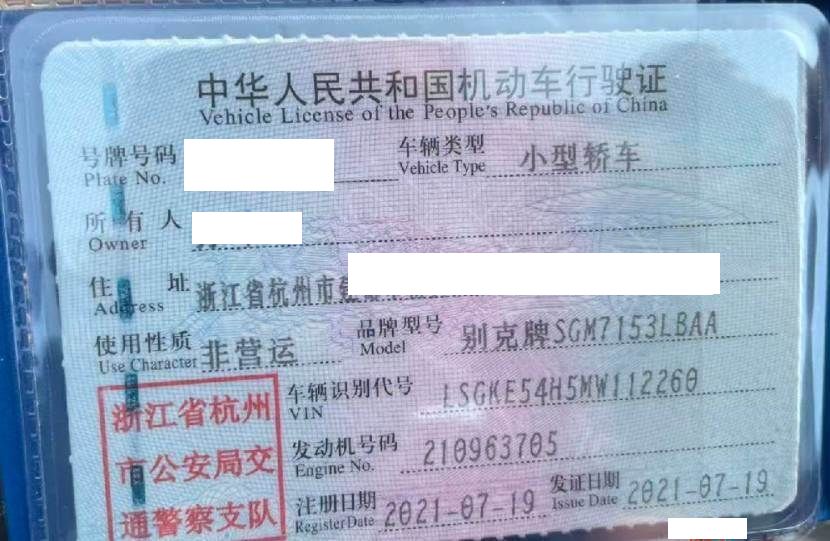 中华人民共和国机动车行驶证
Vehicle License of the People's Republic of China
号牌号码 车辆类型 小型轿车
Plate No. Vehicle Type
所有人
Owner
住址 浙江省杭州市
Address
使用性质 非营运 品牌型号 别克牌SGM7153LBAA
Use Character Model
车辆识别代号 LSGKE54H5MW112260
VIN
发动机号码 210963705
Engine No.
注册日期 2021-07-19 发证日期 2021-07-19
Register Date Issue Date
浙江省杭州
市公安局交
通警察支队